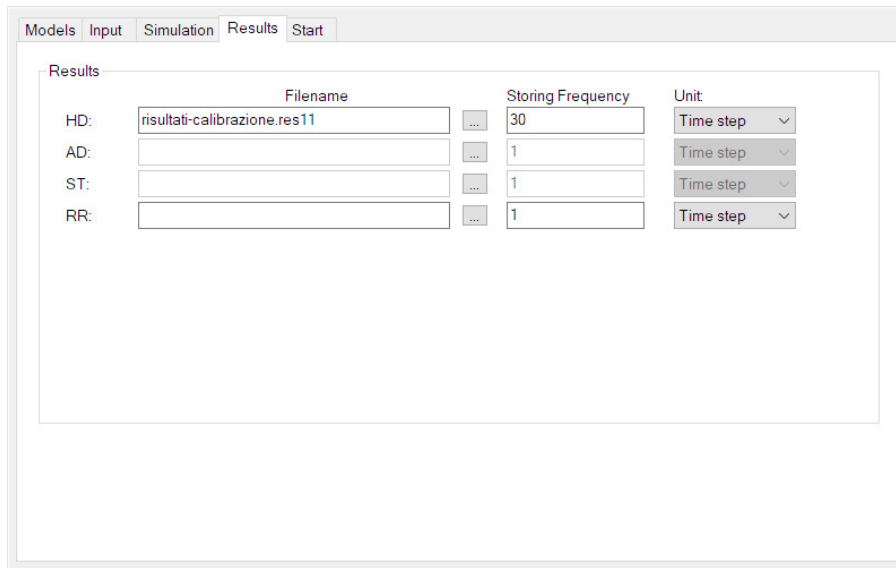 Models Input Simulation Results Start
Results
Filename Storing Frequency Unit:
HD: risultati-calibrazione.res11 ... 30 Time step
AD: ... 1 Time step
ST: ... 1 Time step
RR: ... 1 Time step